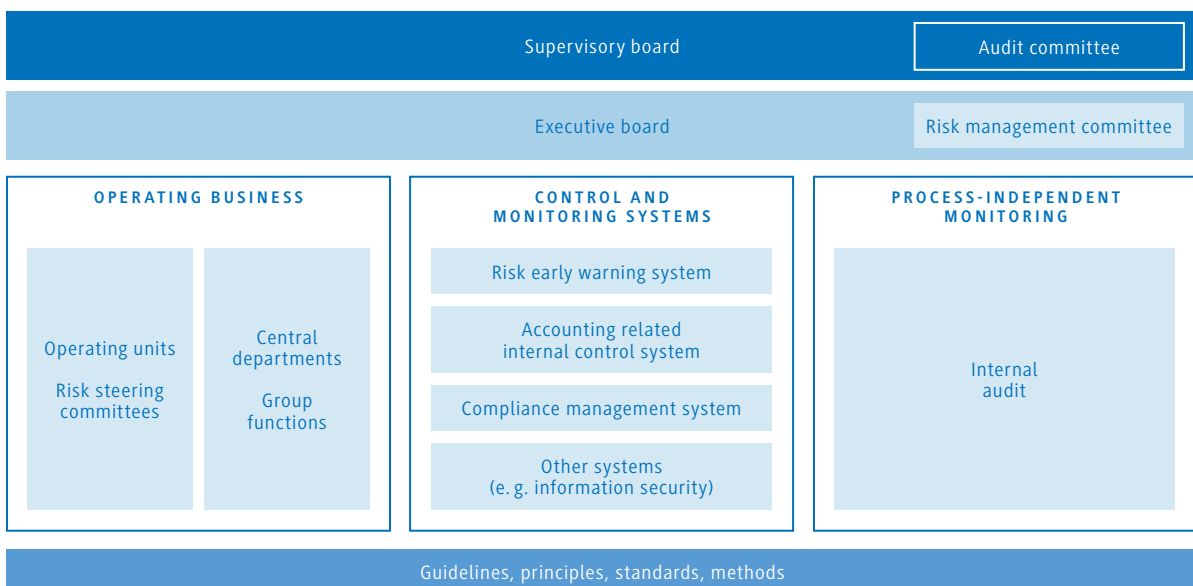 Supervisory board
Audit committee
Executive board
Risk management committee
OPERATING BUSINESS
Operating units
Risk steering
committees
Central
departments
Group
functions
CONTROL AND
MONITORING SYSTEMS
Risk early warning system
Accounting related
internal control system
Compliance management system
Other systems
(e. g. information security)
PROCESS-INDEPENDENT
MONITORING
Internal
audit
Guidelines, principles, standards, methods